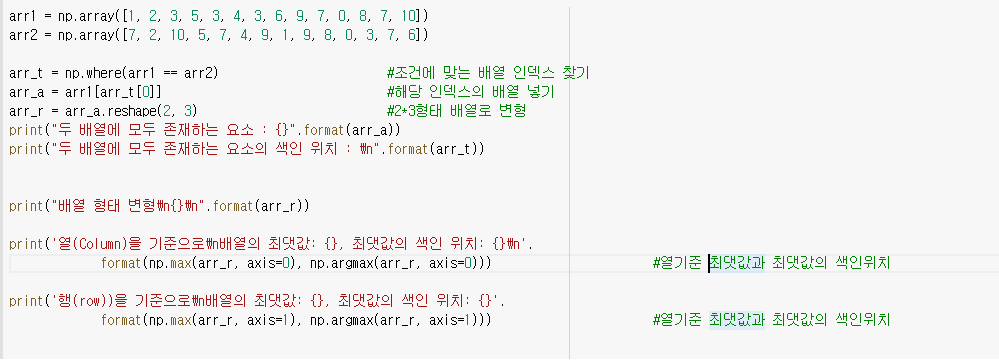 arr1 = np.array([1, 2, 3, 5, 3, 4, 3, 6, 9, 7, 0, 8, 7, 10])
arr2 = np.array([7, 2, 10, 5, 7, 4, 9, 1, 9, 8, 0, 3, 7, 6])
arr_t = np.where(arr1 == arr2) #조건에 맞는 배열 인덱스 찾기
arr_a = arr1[arr_t[0]] #해당 인덱스의 배열 넣기
arr_r = arr_a.reshape(2, 3) #2*3형태 배열로 변형
print("두 배열에 모두 존재하는 요소 : {}".format(arr_a))
print("두 배열에 모두 존재하는 요소의 색인 위치 : ₩n".format(arr_t))
print("배열 형태 변형₩n{}₩n".format(arr_r))
print('열(Column)을 기준으로₩n배열의 최댓값: {}, 최댓값의 색인 위치: {}₩n'.
format(np.max(arr_r, axis=0), np.argmax(arr_r, axis=0))) #열기준 최댓값과 최댓값의 색인위치
print('행(row))을 기준으로₩n배열의 최댓값: {}, 최댓값의 색인 위치: {}'.
format(np.max(arr_r, axis=1), np.argmax(arr_r, axis=1))) #열기준 최댓값과 최댓값의 색인위치